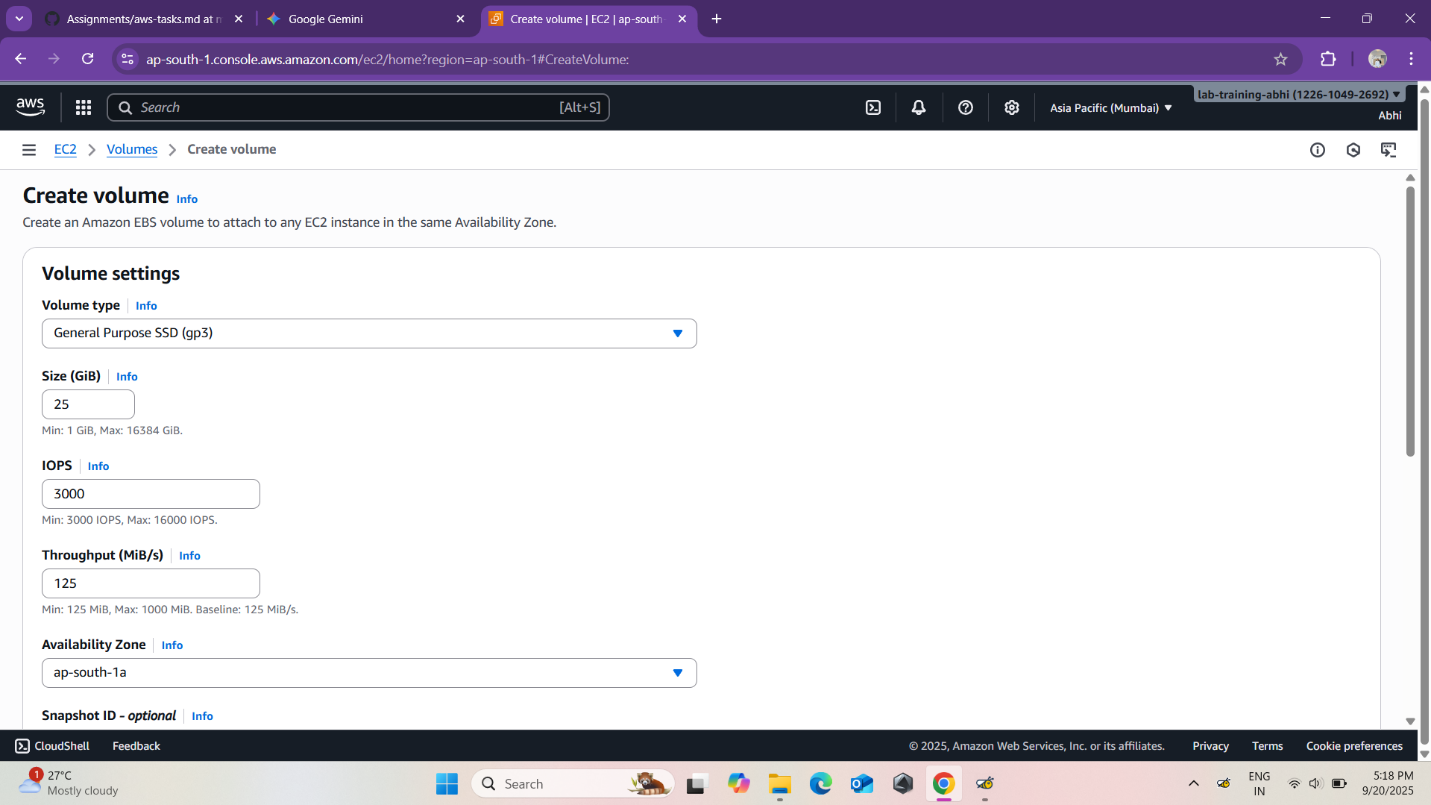 Assignments/aws-tasks.md at n
Google Gemini
Create volume | EC2 | ap-south-
ap-south-1.console.aws.amazon.com/ec2/home?region=ap-south-1#CreateVolume:
aws
Search [Alt+S]
Asia Pacific (Mumbai)
lab-training-abhi (1226-1049-2692)
Abhi
EC2 > Volumes > Create volume
Create volume Info
Create an Amazon EBS volume to attach to any EC2 instance in the same Availability Zone.
Volume settings
Volume type Info
General Purpose SSD (gp3)
Size (GiB) Info
25
Min: 1 GiB, Max: 16384 GiB.
IOPS Info
3000
Min: 3000 IOPS, Max: 16000 IOPS.
Throughput (MiB/s) Info
125
Min: 125 MiB, Max: 1000 MiB. Baseline: 125 MiB/s.
Availability Zone Info
ap-south-1a
Snapshot ID - optional Info
CloudShell Feedback © 2025, Amazon Web Services, Inc. or its affiliates. Privacy Terms Cookie preferences
1
27°C
Mostly cloudy
Search
ENG
IN
5:18 PM
9/20/2025